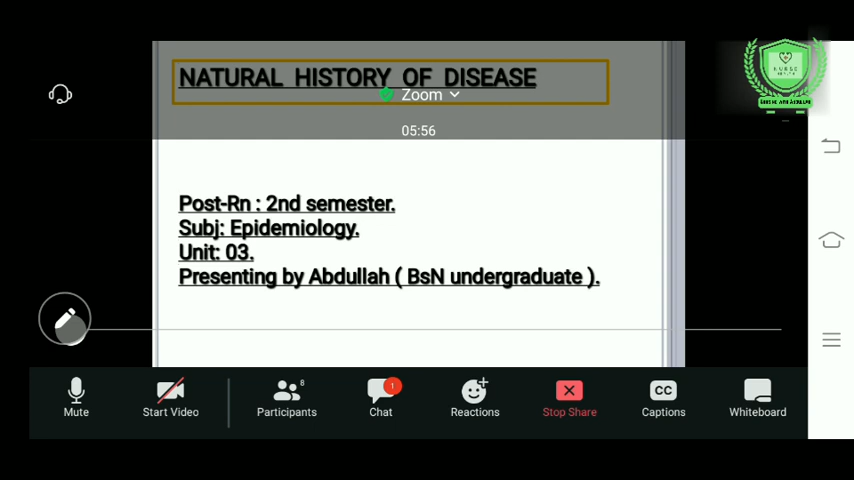 NATURAL HISTORY OF DISEASE
Zoom
05:56
Post-Rn : 2nd semester.
Subj: Epidemiology.
Unit: 03.
Presenting by Abdullah ( BsN undergraduate ).
Mute
Start Video
8
Participants
1
Chat
Reactions
Stop Share
CC
Captions
Whiteboard
NURSE